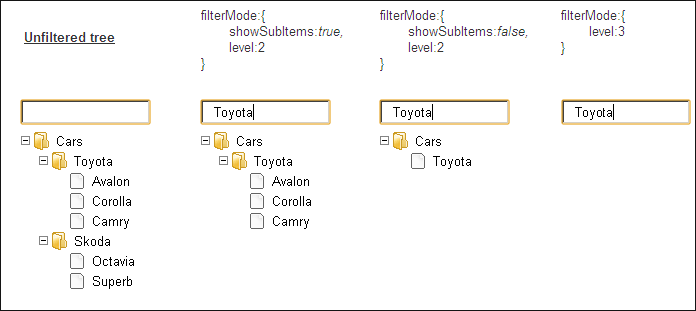 Unfiltered tree
filterMode:{
showSubItems:true,
level:2
}
filterMode:{
showSubItems:false,
level:2
}
filterMode:{
level:3
}
Toyota
Toyota
Toyota
Cars
Toyota
Avalon
Corolla
Camry
Skoda
Octavia
Superb
Cars
Toyota
Avalon
Corolla
Camry
Cars
Toyota